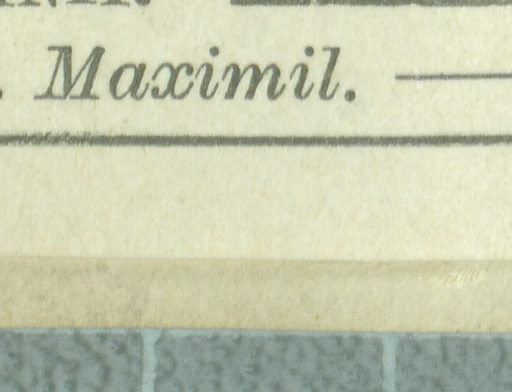 . Maximil. —